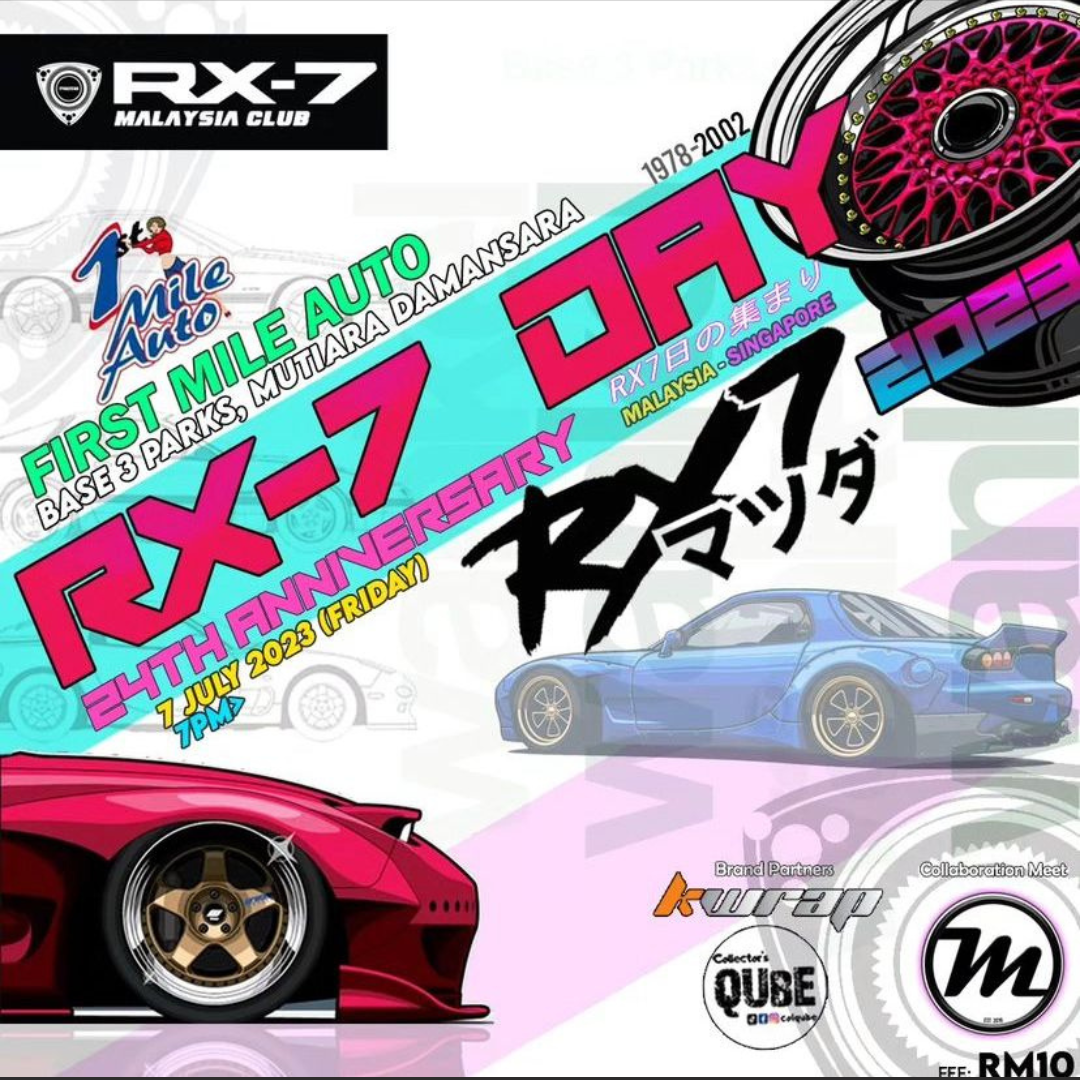 RX-7
MALAYSIA CLUB
1978-2002
1st
Mile
Auto
FIRST MILE AUTO
BASE 3 PARKS, MUTIARA DAMANSARA
RX-7 DAY
2023
RX7日の集まり
MALAYSIA - SINGAPORE
24TH ANNIVERSARY
7 JULY 2023 (FRIDAY)
7PM>
RX7
マツダ
Brand Partners
kwrap
Collector's
QUBE
colqube
Collaboration Meet
M
FEE: RM10